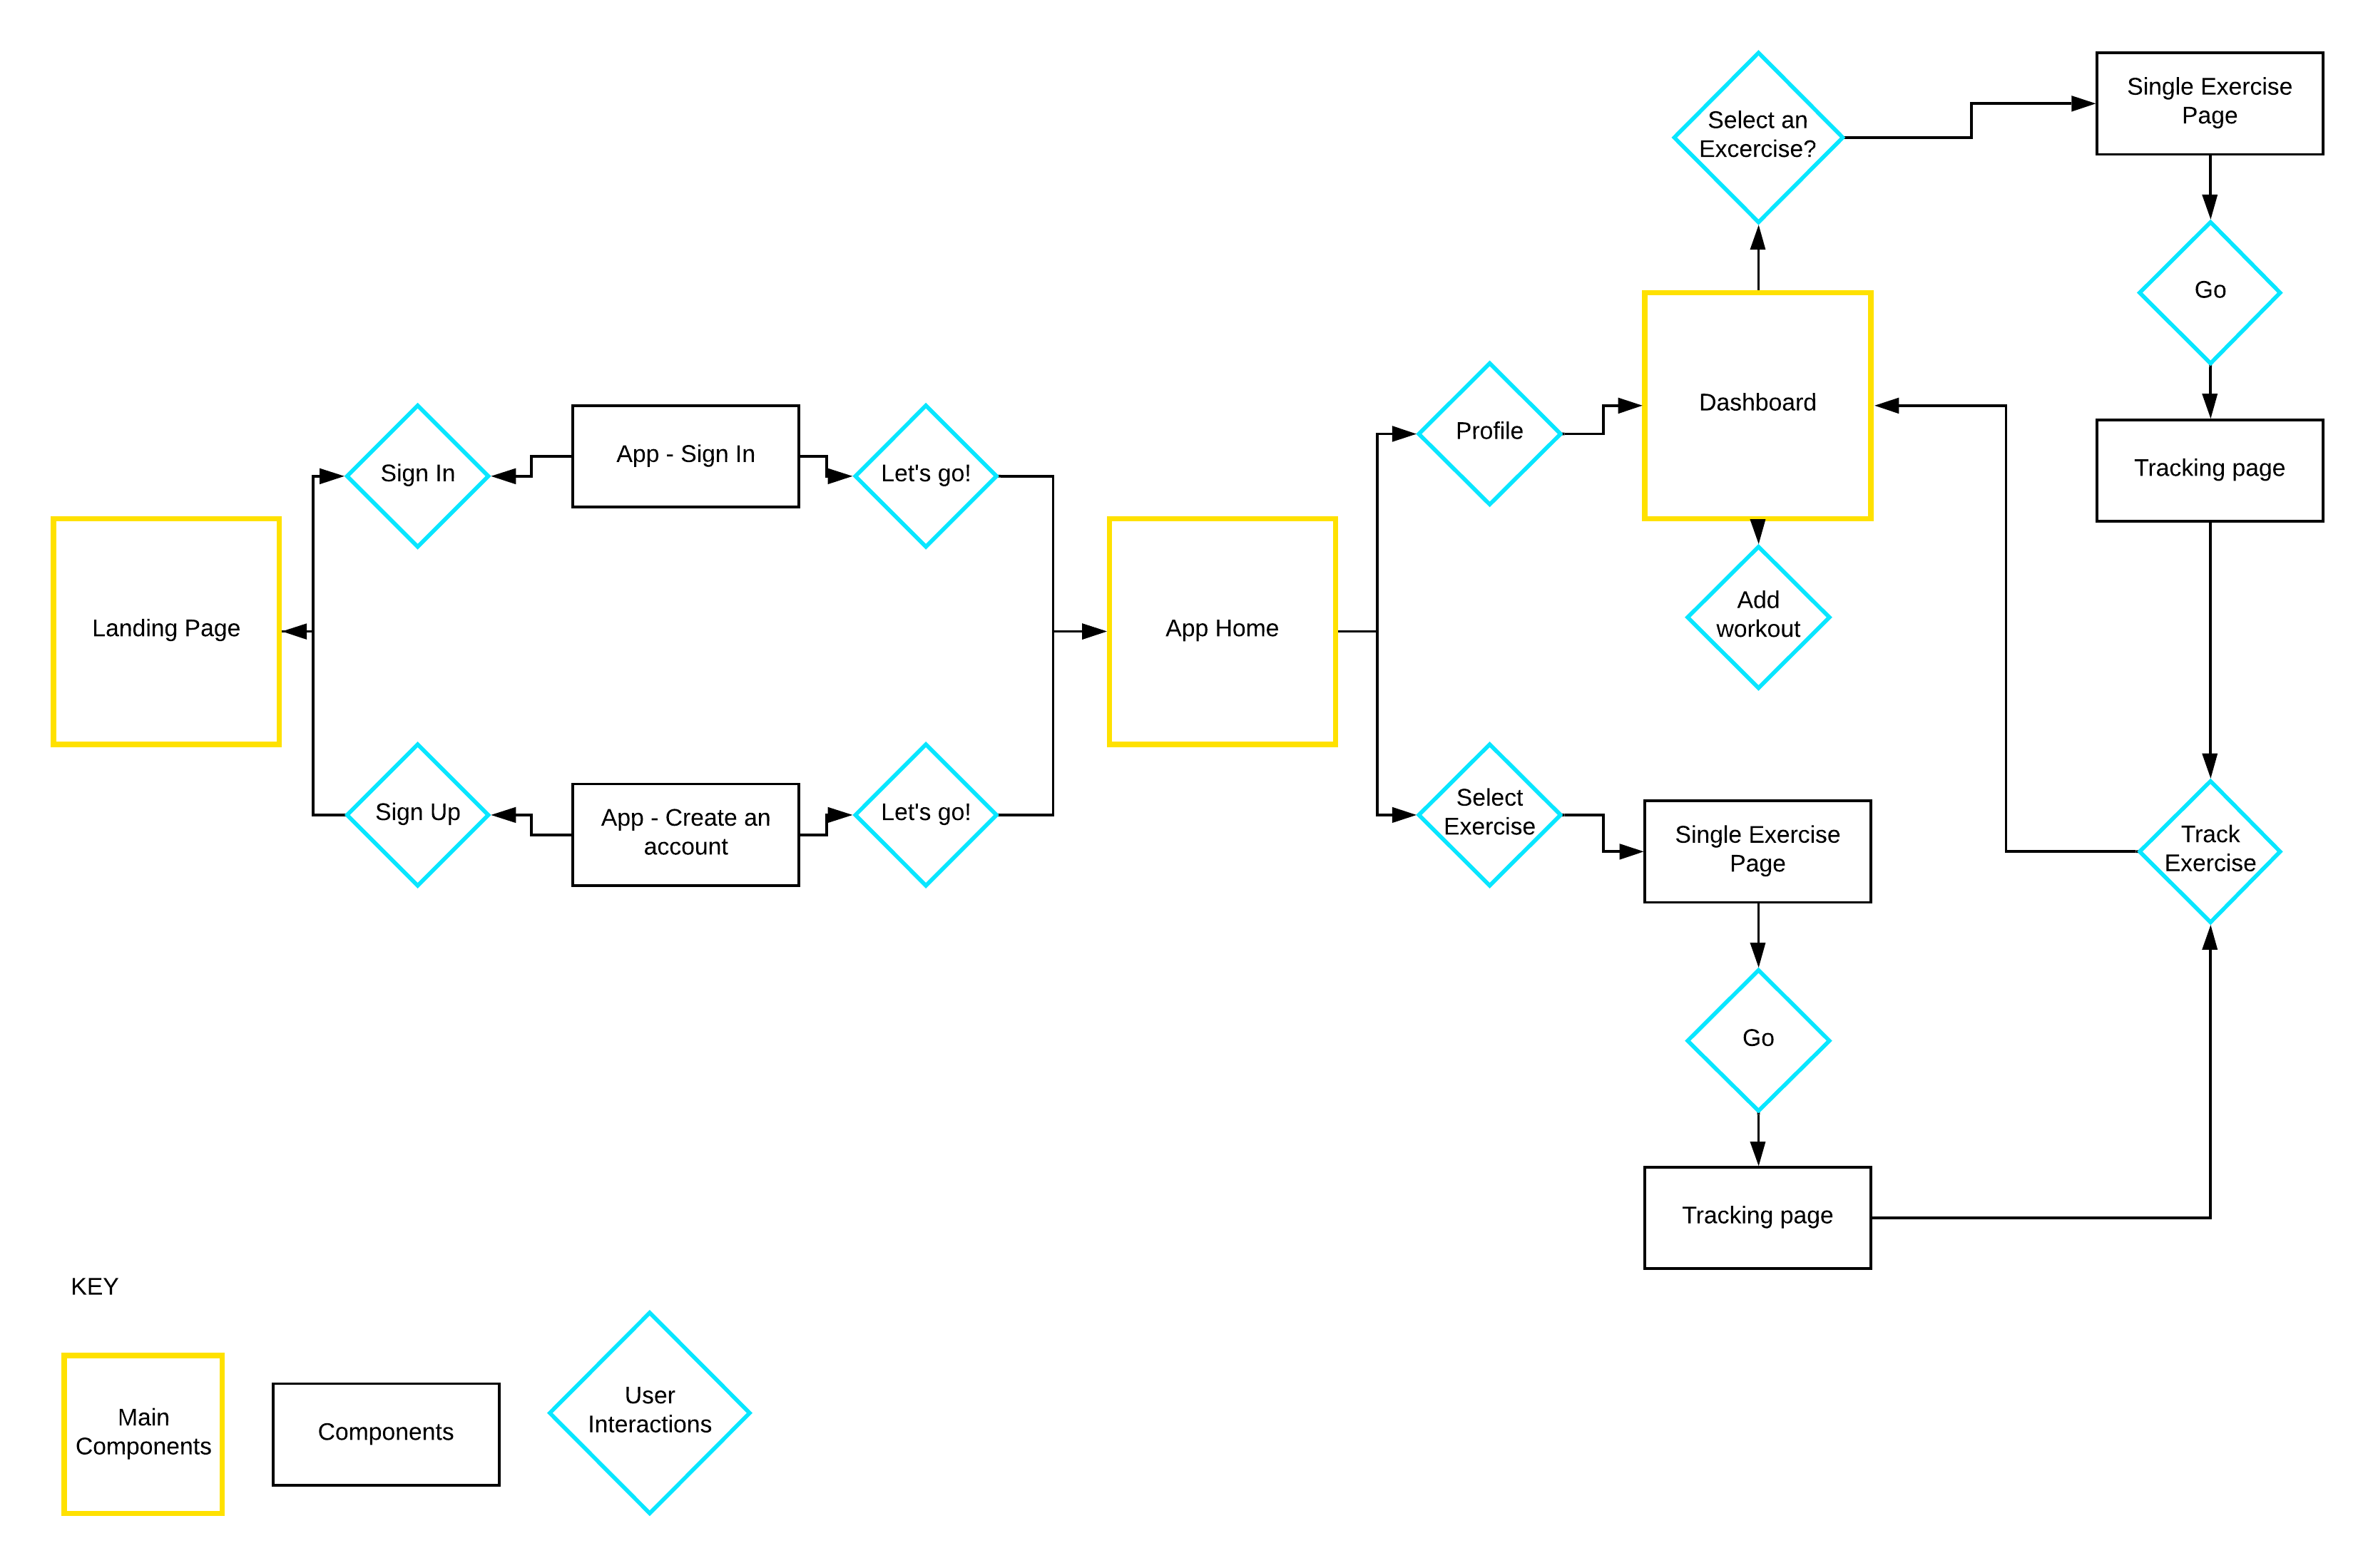 Select an
Excercise?
Single Exercise
Page
Go
Dashboard
Profile
Tracking page
Sign In
App - Sign In
Let's go!
Landing Page
App Home
Add
workout
Sign Up
App - Create an
account
Let's go!
Select
Exercise
Single Exercise
Page
Track
Exercise
Go
Tracking page
KEY
Main
Components
Components
User
Interactions